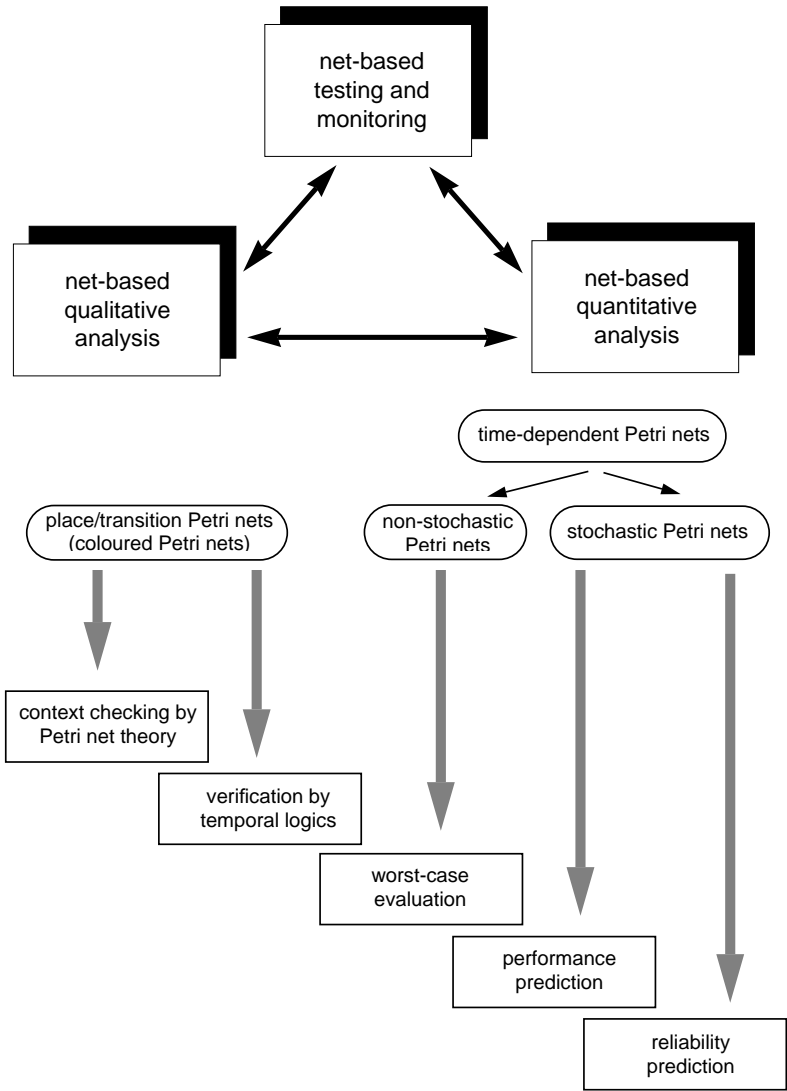 net-based
testing and
monitoring
net-based
qualitative
analysis
net-based
quantitative
analysis
time-dependent Petri nets
place/transition Petri nets
(coloured Petri nets)
non-stochastic
Petri nets
stochastic Petri nets
context checking by
Petri net theory
verification by
temporal logics
worst-case
evaluation
performance
prediction
reliability
prediction